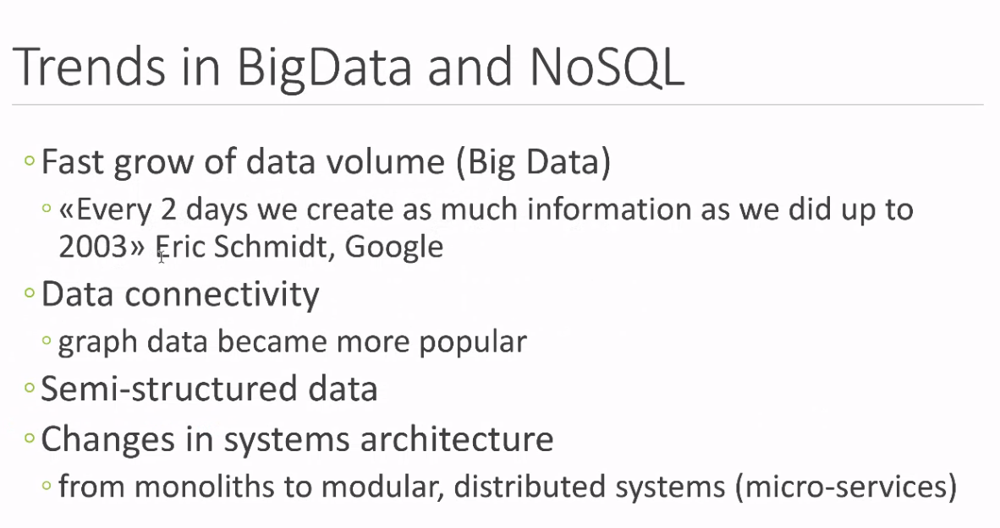 Trends in BigData and NoSQL
Fast grow of data volume (Big Data)
«Every 2 days we create as much information as we did up to
2003» Eric Schmidt, Google
Data connectivity
graph data became more popular
Semi-structured data
Changes in systems architecture
from monoliths to modular, distributed systems (micro-services)